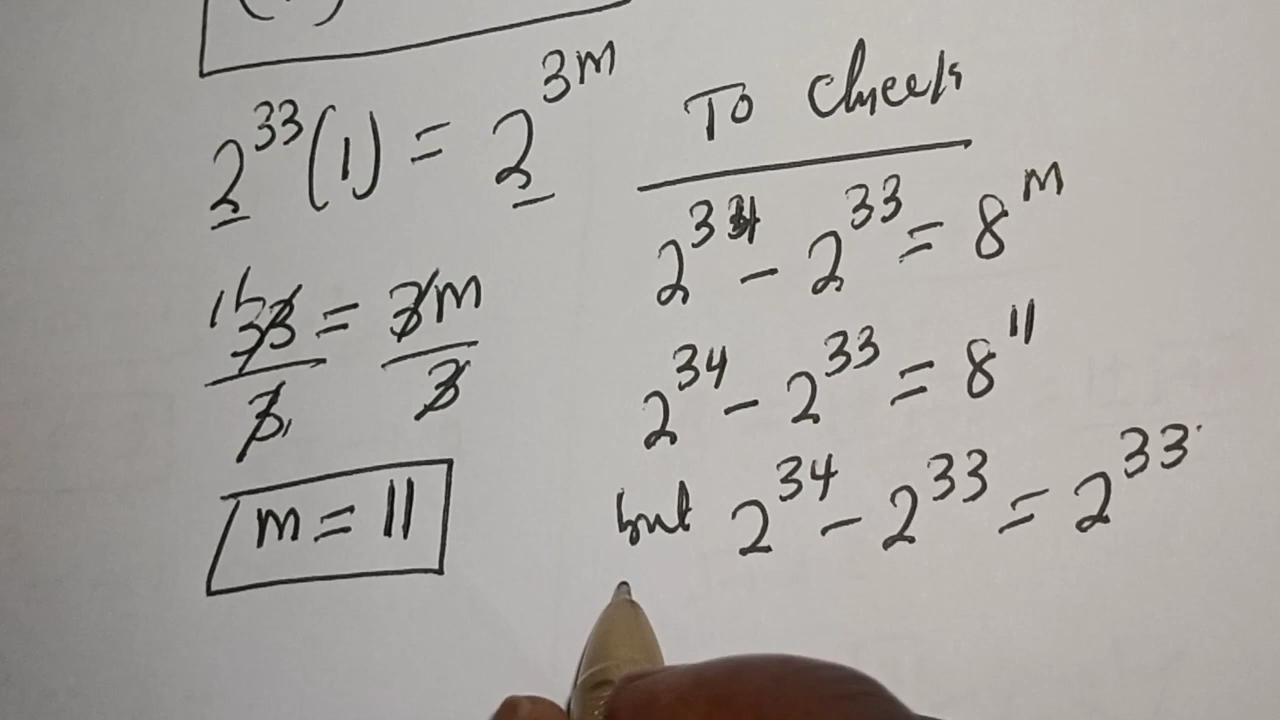 2^33(1) = 2^3m
33/3 = 3m/3
11
1
m = 11
To Check
2^34 - 2^33 = 8^m
2^34 - 2^33 = 8^11
but 2^34 - 2^33 = 2^33